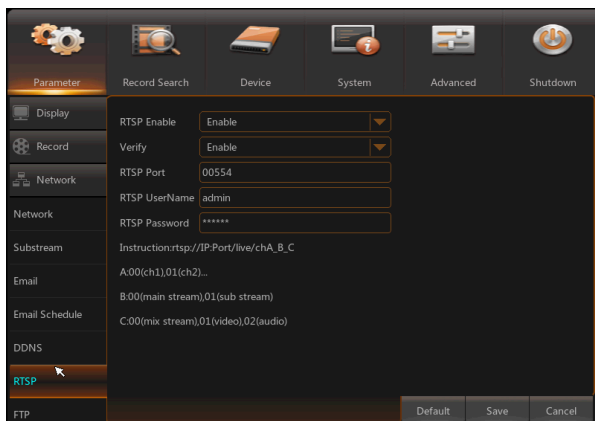 Parameter
Record Search
Device
System
Advanced
Shutdown
Display
Record
Network
Network
Substream
Email
Email Schedule
DDNS
RTSP
FTP
RTSP Enable Enable
Verify Enable
RTSP Port 00554
RTSP UserName admin
RTSP Password ******
Instruction:rtsp://IP:Port/live/chA_B_C
A:00(ch1),01(ch2)...
B:00(main stream),01(sub stream)
C:00(mix stream),01(video),02(audio)
Default
Save
Cancel